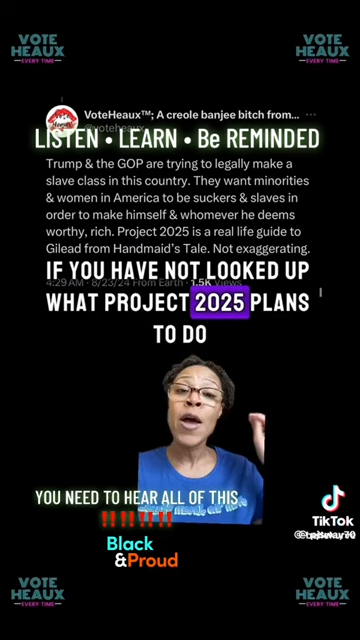 VOTE
HEAUX
EVERY TIME
VOTE
HEAUX
EVERY TIME
VoteHeaux™; A creole banjee bitch from... ...
@voteheaux
LISTEN • LEARN • Be REMINDED
Trump & the GOP are trying to legally make a
slave class in this country. They want minorities
& women in America to be suckers & slaves in
order to make himself & whomever he deems
worthy, rich. Project 2025 is a real life guide to
Gilead from Handmaid's Tale. Not exaggerating.
IF YOU HAVE NOT LOOKED UP
4:29 AM · 8/23/24 From Earth · 1.5K Views
WHAT PROJECT 2025 PLANS
TO DO
YOU NEED TO HEAR ALL OF THIS
‼️‼️‼️‼️
Black
&Proud
TikTok
VOTE
HEAUX
EVERY TIME
VOTE
HEAUX
EVERY TIME